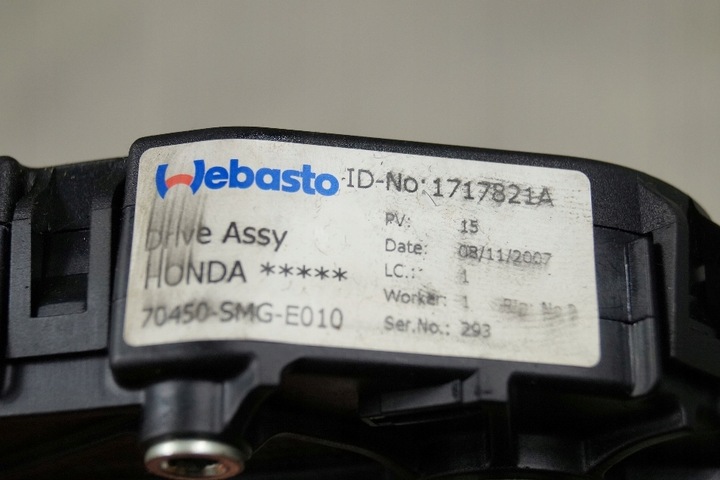 Webasto ID-No: 1717821A
Drive Assy
HONDA *****
70450-SMG-E010
PV: 15
Date: 08/11/2007
LC.: 1
Worker: 1
Ser.No.: 293